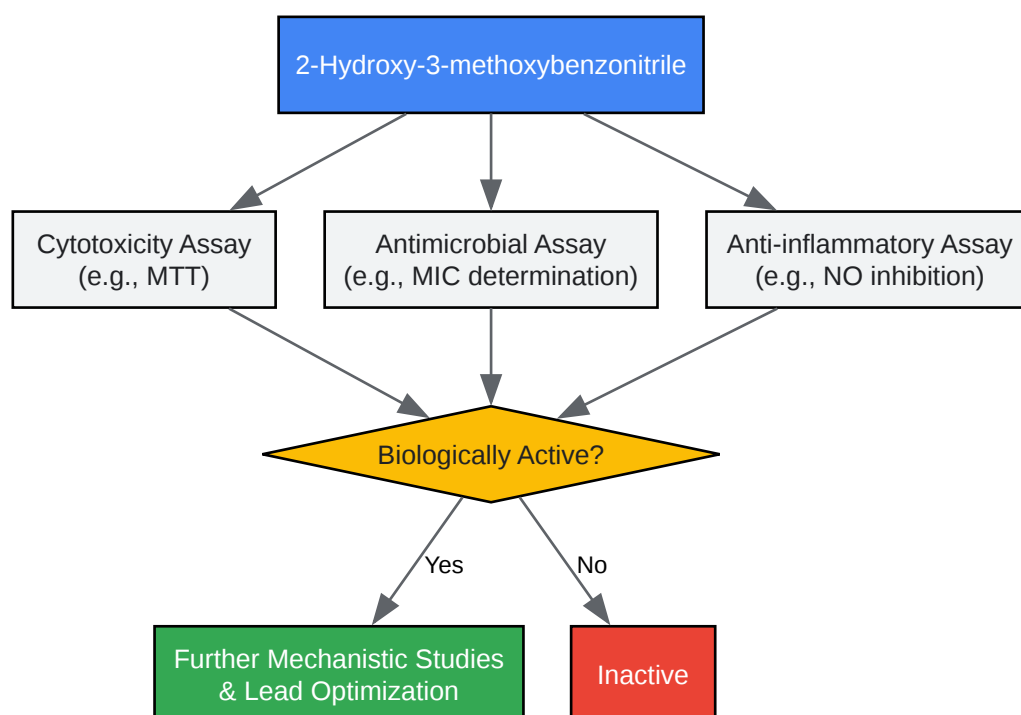 2-Hydroxy-3-methoxybenzonitrile
Cytotoxicity Assay
(e.g., MTT)
Antimicrobial Assay
(e.g., MIC determination)
Anti-inflammatory Assay
(e.g., NO inhibition)
Biologically Active?
Yes
No
Further Mechanistic Studies
& Lead Optimization
Inactive